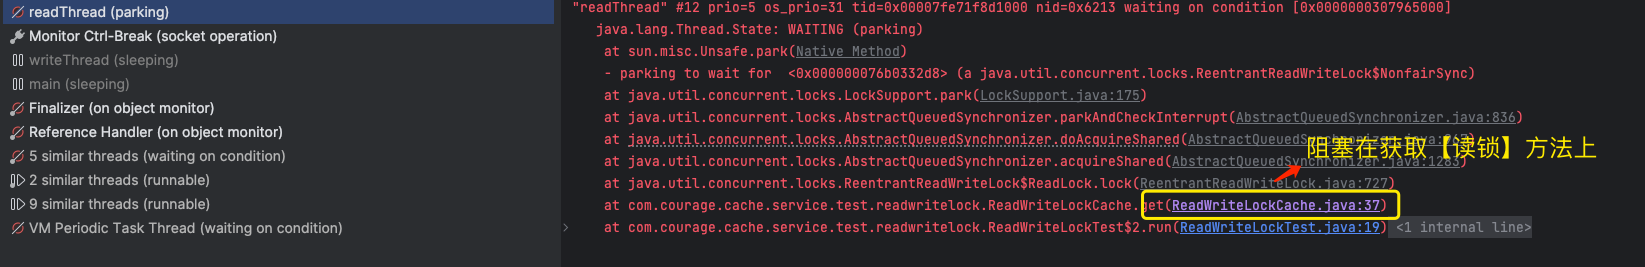 readThread (parking)
Monitor Ctrl-Break (socket operation)
writeThread (sleeping)
main (sleeping)
Finalizer (on object monitor)
Reference Handler (on object monitor)
5 similar threads (waiting on condition)
2 similar threads (runnable)
9 similar threads (runnable)
VM Periodic Task Thread (waiting on condition)
"readThread" #12 prio=5 os_prio=31 tid=0x00007fe71f8d1000 nid=0x6213 waiting on condition [0x0000000307965000]
java.lang.Thread.State: WAITING (parking)
at sun.misc.Unsafe.park(Native Method)
- parking to wait for  <0x000000076b0332d8> (a java.util.concurrent.locks.ReentrantReadWriteLock$NonfairSync)
at java.util.concurrent.locks.LockSupport.park(LockSupport.java:175)
at java.util.concurrent.locks.AbstractQueuedSynchronizer.parkAndCheckInterrupt(AbstractQueuedSynchronizer.java:836)
at java.util.concurrent.locks.AbstractQueuedSynchronizer.doAcquireShared(AbstractQueuedSynchronizer.java:967)
阻塞在获取【读锁】方法上
at java.util.concurrent.locks.AbstractQueuedSynchronizer.acquireShared(AbstractQueuedSynchronizer.java:1283)
at java.util.concurrent.locks.ReentrantReadWriteLock$ReadLock.lock(ReentrantReadWriteLock.java:727)
at com.courage.cache.service.test.readwritelock.ReadWriteLockCache.get(ReadWriteLockCache.java:37)
at com.courage.cache.service.test.readwritelock.ReadWriteLockTest$2.run(ReadWriteLockTest.java:19) <1 internal line>